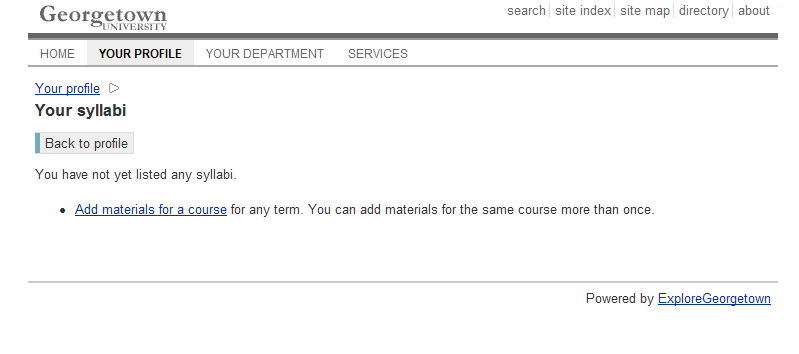 Georgetown
UNIVERSITY
search site index site map directory about
HOME YOUR PROFILE YOUR DEPARTMENT SERVICES
Your profile
Your syllabi
Back to profile
You have not yet listed any syllabi.
• Add materials for a course for any term. You can add materials for the same course more than once.
Powered by ExploreGeorgetown